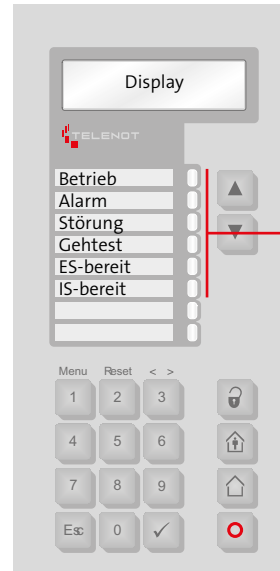 Display
TELENOT
Betrieb
Alarm
Störung
Gehtest
ES-bereit
IS-bereit
Menu Reset < >
1 2 3
4 5 6
7 8 9
Esc 0